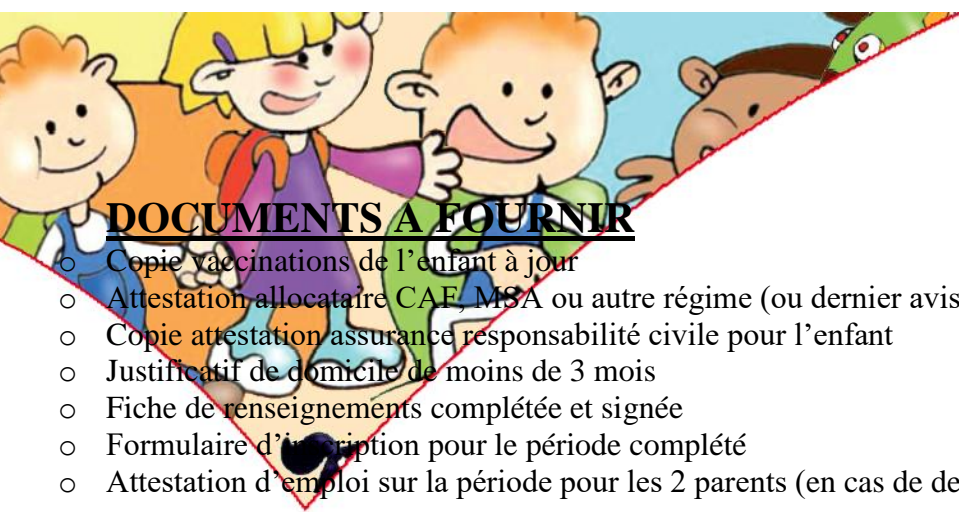 DOCUMENTS A FOURNIR
o Copie vaccinations de l’enfant à jour
o Attestation allocataire CAF, MSA ou autre régime (ou dernier avis
o Copie attestation assurance responsabilité civile pour l’enfant
o Justificatif de domicile de moins de 3 mois
o Fiche de renseignements complétée et signée
o Formulaire d’inscription pour le période complété
o Attestation d’emploi sur la période pour les 2 parents (en cas de de